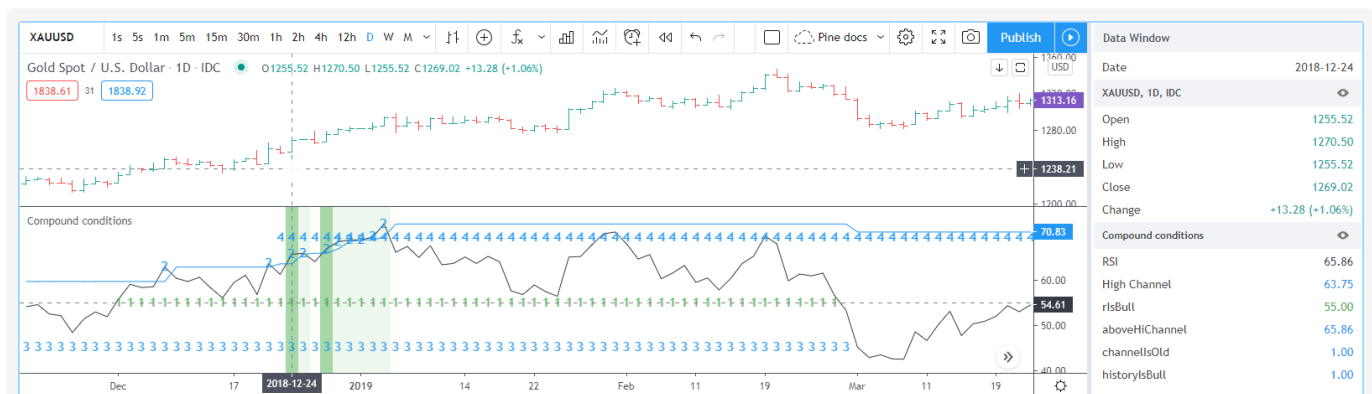 XAUUSD 1s 5s 1m 5m 15m 30m 1h 2h 4h 12h D W M Pine docs Publish
Gold Spot / U.S. Dollar · 1D · IDC O1255.52 H1270.50 L1255.52 C1269.02 +13.28 (+1.06%) USD
1838.61 31 1838.92
1313.16
1280.00
1238.21
1200.00
Compound conditions
70.83
60.00
54.61
50.00
40.00
Dec 17 2018-12-24 2019 14 22 Feb 11 19 Mar 11 19
Data Window
Date 2018-12-24
XAUUSD, 1D, IDC
Open 1255.52
High 1270.50
Low 1255.52
Close 1269.02
Change +13.28 (+1.06%)
Compound conditions
RSI 65.86
High Channel 63.75
rIsBull 55.00
aboveHiChannel 65.86
channelIsOld 1.00
historyIsBull 1.00